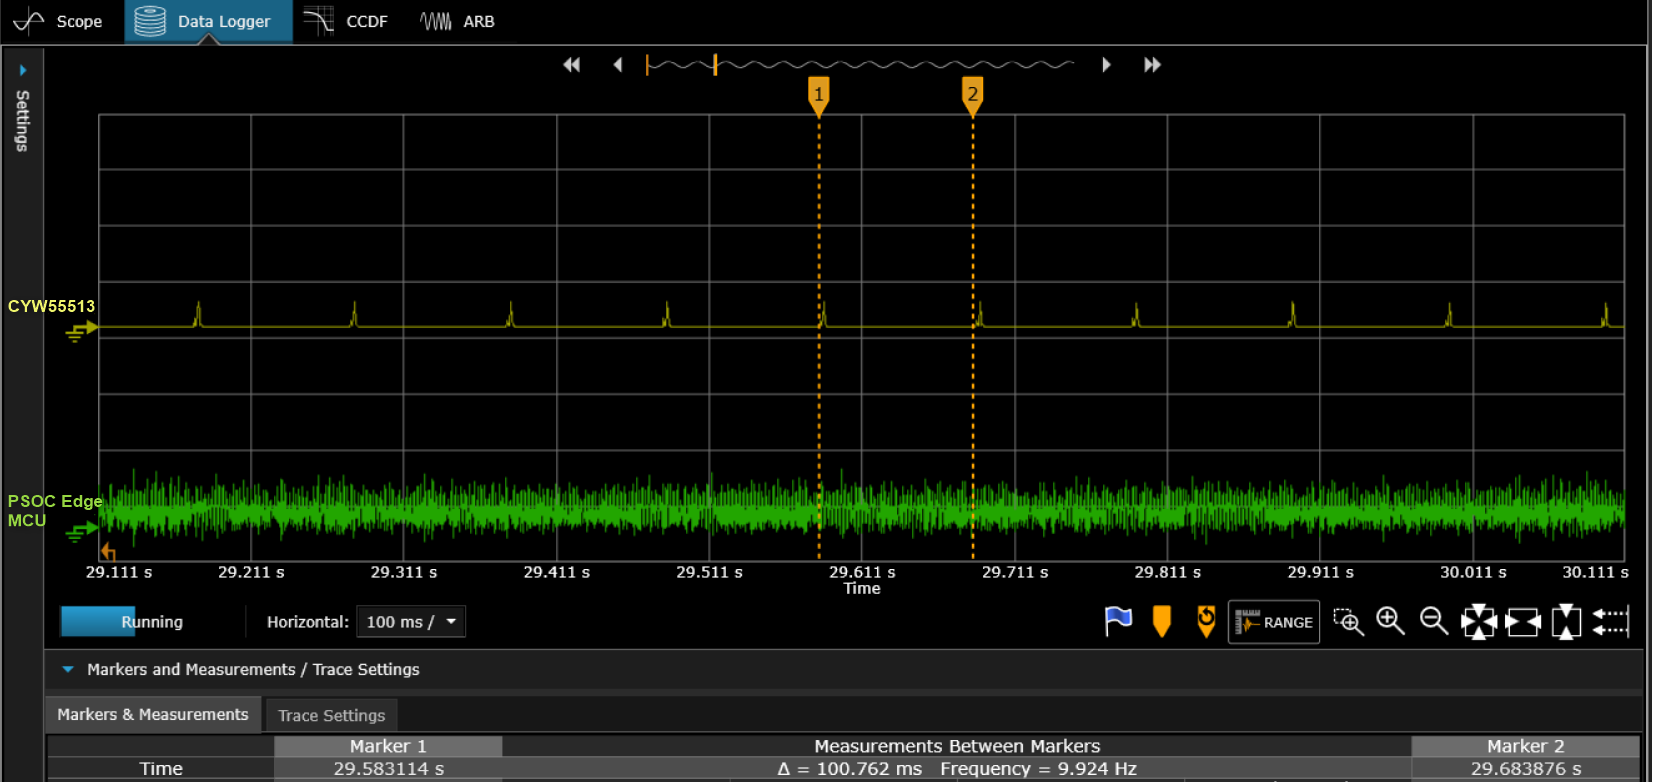 Scope
Data Logger
CCDF
ARB
Settings
1
2
CYW55513
PSOC Edge
MCU
29.111 s
29.211 s
29.311 s
29.411 s
29.511 s
29.611 s
29.711 s
29.811 s
29.911 s
30.011 s
30.111 s
Time
Running
Horizontal:
100 ms /
RANGE
Markers and Measurements / Trace Settings
Markers & Measurements
Trace Settings
Marker 1
Measurements Between Markers
Marker 2
Time
29.583114 s
Δ = 100.762 ms Frequency = 9.924 Hz
29.683876 s